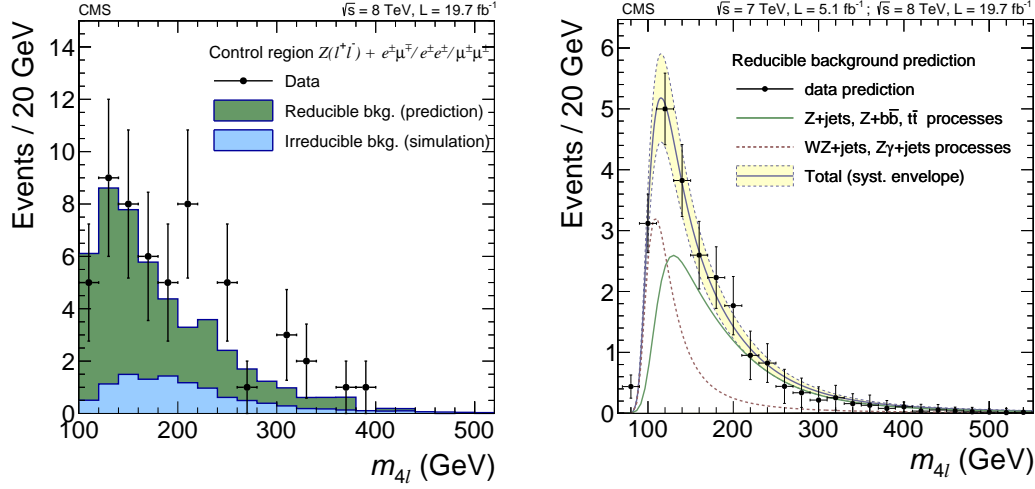 CMS √s = 8 TeV, L = 19.7 fb⁻¹
Events / 20 GeV
14
12
10
8
6
4
2
0
Control region Z(l⁺l⁻) + e±μ∓/e±e±/μ±μ±
Data
Reducible bkg. (prediction)
Irreducible bkg. (simulation)
100 200 300 400 500
m₄l (GeV)
CMS √s = 7 TeV, L = 5.1 fb⁻¹ ; √s = 8 TeV, L = 19.7 fb⁻¹
Events / 20 GeV
6
5
4
3
2
1
0
Reducible background prediction
data prediction
Z+jets, Z+bb̅, tt̅ processes
WZ+jets, Zγ+jets processes
Total (syst. envelope)
100 200 300 400 500
m₄l (GeV)